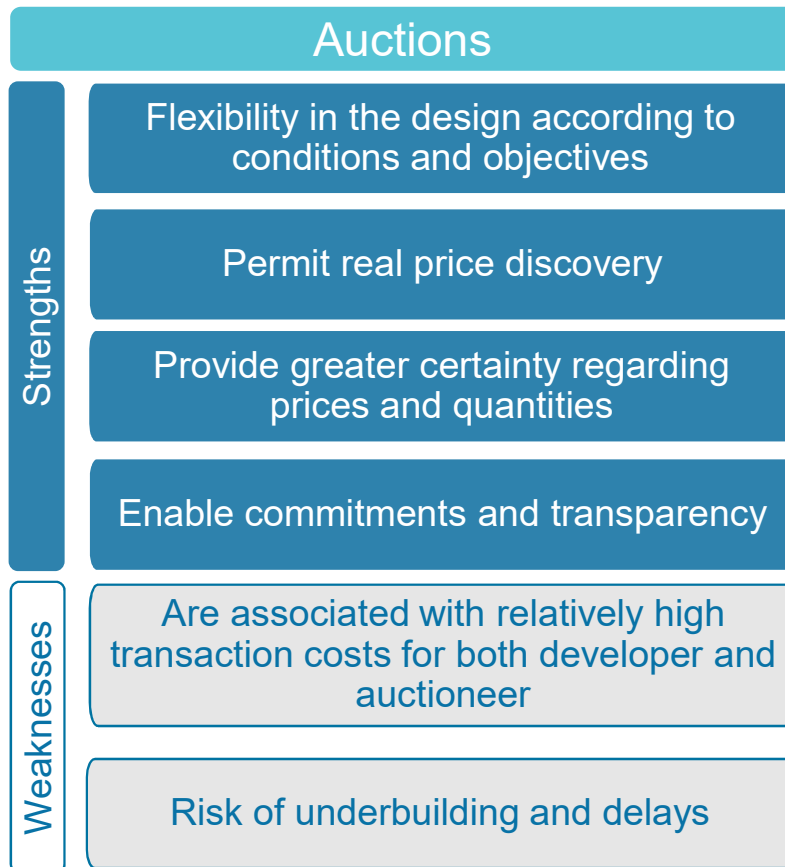 Auctions
Strengths
Flexibility in the design according to
conditions and objectives
Permit real price discovery
Provide greater certainty regarding
prices and quantities
Enable commitments and transparency
Weaknesses
Are associated with relatively high
transaction costs for both developer and
auctioneer
Risk of underbuilding and delays